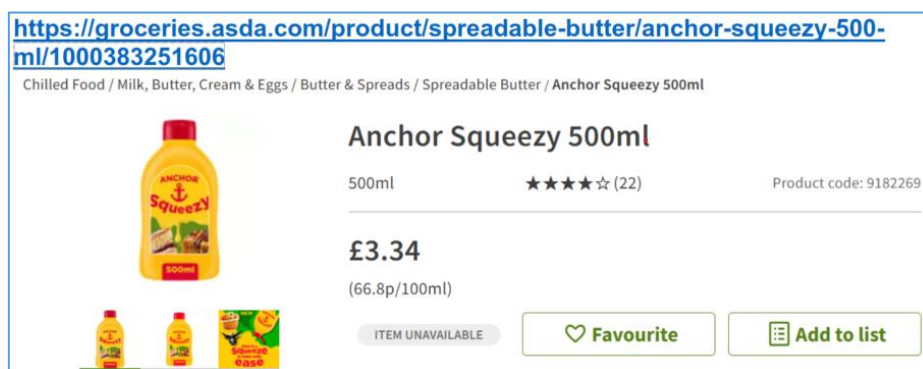 https://groceries.asda.com/product/spreadable-butter/anchor-squeezy-500-
ml/1000383251606
Chilled Food / Milk, Butter, Cream & Eggs / Butter & Spreads / Spreadable Butter / Anchor Squeezy 500ml
Anchor Squeezy 500ml
500ml ★★★★☆ (22) Product code: 9182269
ANCHOR
Squeezy
500ml
£3.34
(66.8p/100ml)
ITEM UNAVAILABLE Favourite Add to list
Squeeze
ease